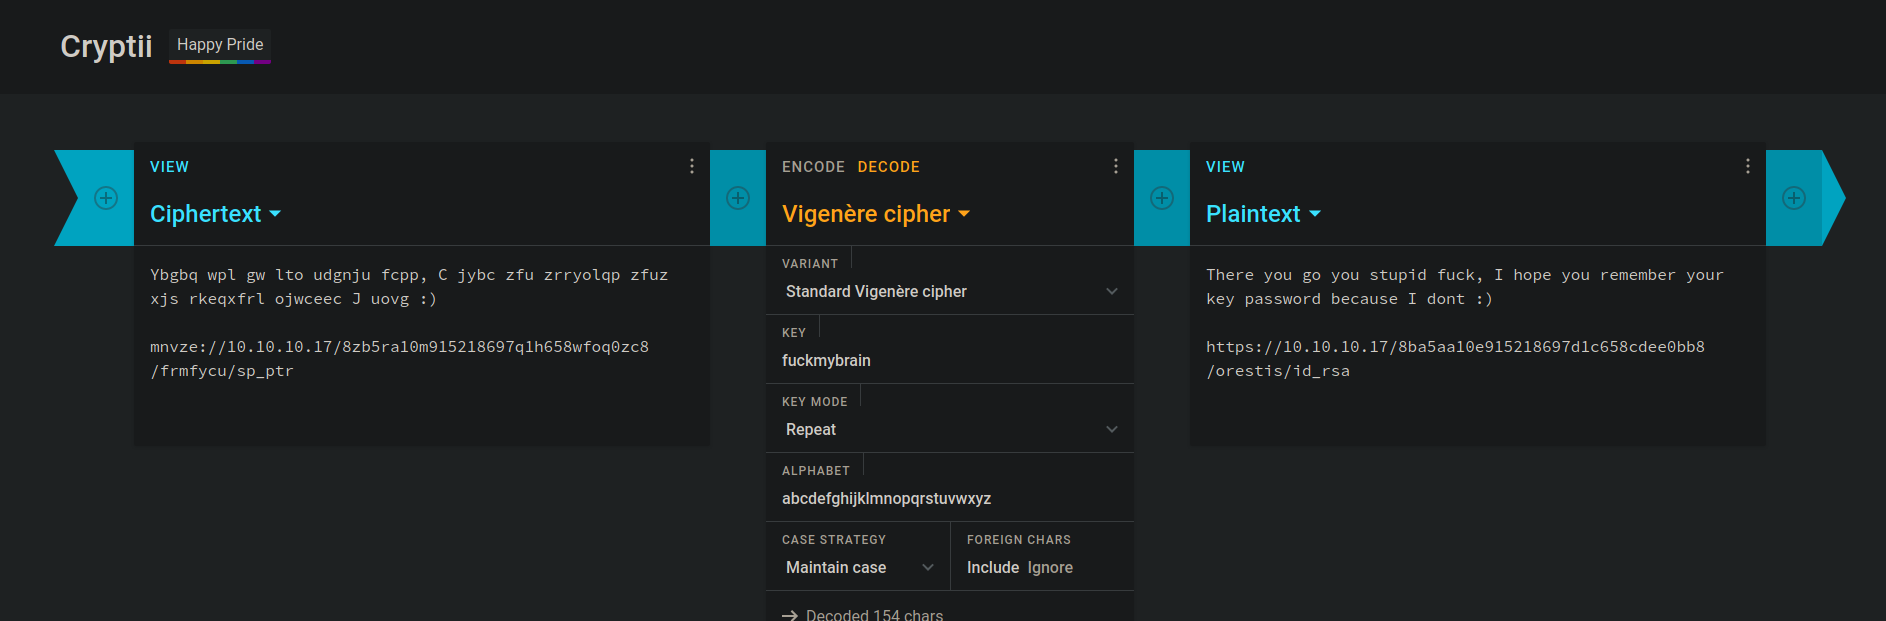 Cryptii
Happy Pride
VIEW
Ciphertext
Ybgbq wpl gw lto udgnju fcpp, C jybc zfu zrryolqp zfuz
xjs rkeqxfrl ojwceec J uovg :)
mnvze://10.10.10.17/8zb5ra10m915218697q1h658wfoq0zc8
/frmfycu/sp_ptr
ENCODE DECODE
Vigenère cipher
VARIANT
Standard Vigenère cipher
KEY
fuckmybrain
KEY MODE
Repeat
ALPHABET
abcdefghijklmnopqrstuvwxyz
CASE STRATEGY
Maintain case
FOREIGN CHARS
Include Ignore
→ Decoded 154 chars
VIEW
Plaintext
There you go you stupid fuck, I hope you remember your
key password because I dont :)
https://10.10.10.17/8ba5aa10e915218697d1c658cdee0bb8
/orestis/id_rsa